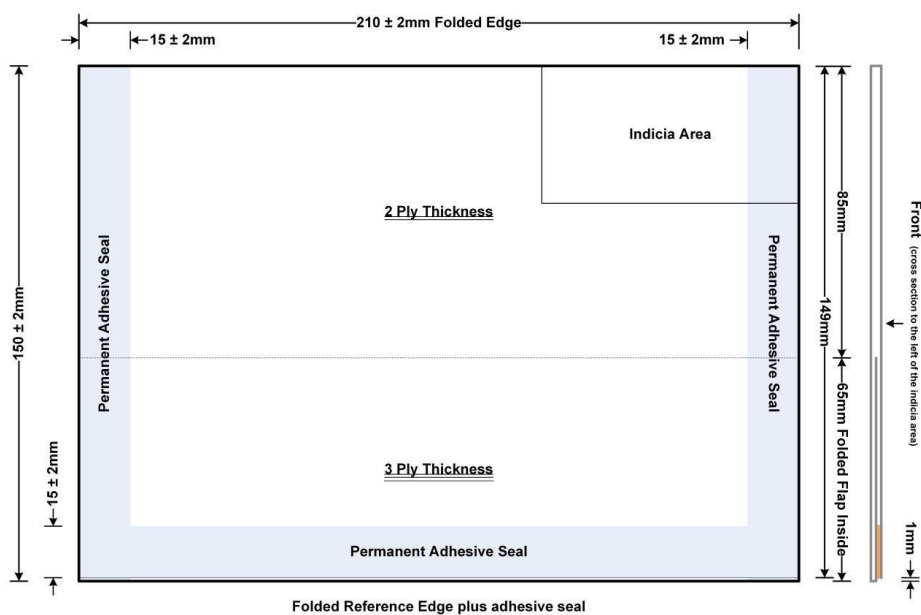 210 ± 2mm Folded Edge
15 ± 2mm
15 ± 2mm
Indicia Area
2 Ply Thickness
Permanent Adhesive Seal
Permanent Adhesive Seal
150 ± 2mm
85mm
149mm
Front (cross section to the left of the indicia area)
65mm Folded Flap Inside
3 Ply Thickness
15 ± 2mm
1mm
Permanent Adhesive Seal
Folded Reference Edge plus adhesive seal